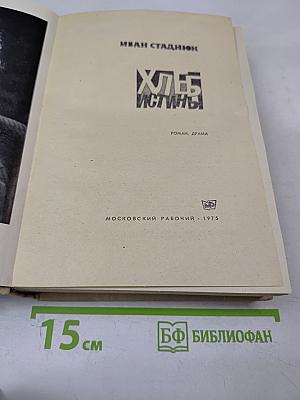 ИВАН СТАДНЮК
ХЛЕБ
ИСТИНЫ
РОМАН, ДРАМА
МОСКОВСКИЙ РАБОЧИЙ • 1975
15 см
БФ БИБЛИОФАН